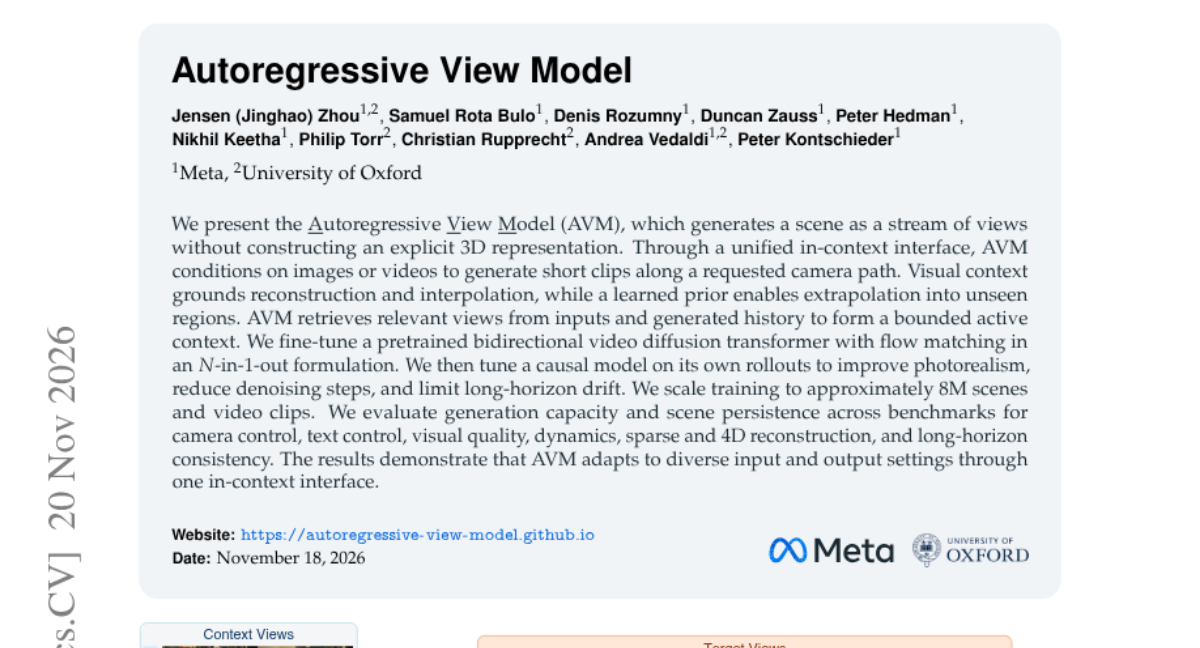 Autoregressive View Model
Jensen (Jinghao) Zhou1,2, Samuel Rota Bulo1, Denis Rozumny1, Duncan Zauss1, Peter Hedman1,
Nikhil Keetha1, Philip Torr2, Christian Rupprecht2, Andrea Vedaldi1,2, Peter Kontschieder1
1Meta, 2University of Oxford
We present the Autoregressive View Model (AVM), which generates a scene as a stream of views
without constructing an explicit 3D representation. Through a unified in-context interface, AVM
conditions on images or videos to generate short clips along a requested camera path. Visual context
grounds reconstruction and interpolation, while a learned prior enables extrapolation into unseen
regions. AVM retrieves relevant views from inputs and generated history to form a bounded active
context. We fine-tune a pretrained bidirectional video diffusion transformer with flow matching in
an N-in-1-out formulation. We then tune a causal model on its own rollouts to improve photorealism,
reduce denoising steps, and limit long-horizon drift. We scale training to approximately 8M scenes
and video clips. We evaluate generation capacity and scene persistence across benchmarks for
camera control, text control, visual quality, dynamics, sparse and 4D reconstruction, and long-horizon
consistency. The results demonstrate that AVM adapts to diverse input and output settings through
one in-context interface.
Website: https://autoregressive-view-model.github.io
Date: November 18, 2026
Meta
UNIVERSITY OF
OXFORD
cs.CV] 20 Nov 2026
Context Views
Target Views